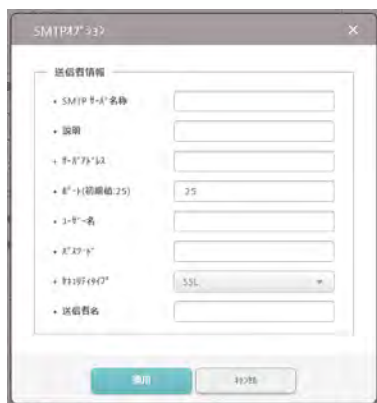 SMTPｵﾌﾟｼｮﾝ
送信者情報
• SMTP ｻｰﾊﾞ名称
• 説明
• ｻｰﾊﾞｱﾄﾞﾚｽ
• ﾎﾟｰﾄ(初期値:25) 25
• ﾕｰｻﾞｰ名
• ﾊﾟｽﾜｰﾄﾞ
• ｾｷｭﾘﾃｨﾀｲﾌﾟ SSL
• 送信者名
適用 ｷｬﾝｾﾙ